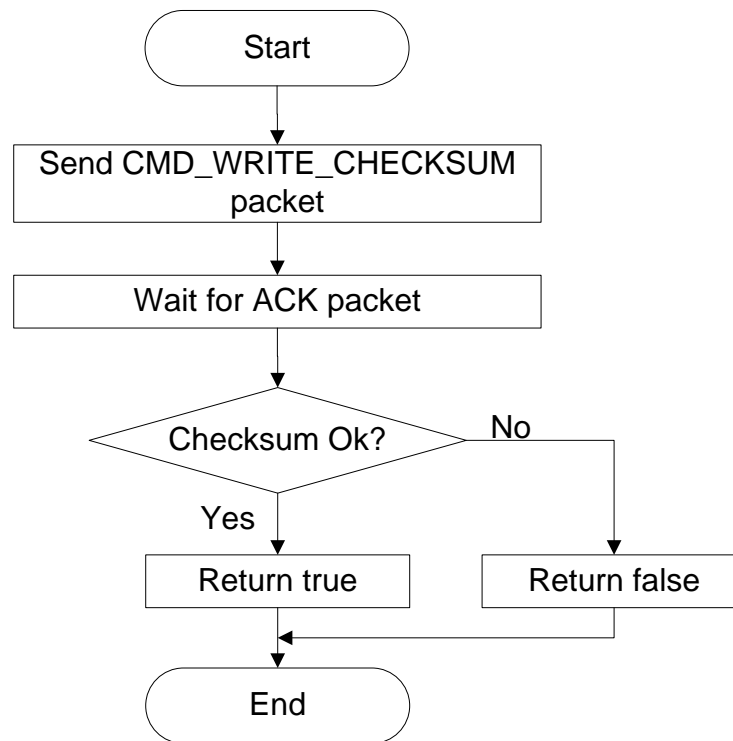 Start
Send CMD_WRITE_CHECKSUM
packet
Wait for ACK packet
Checksum Ok?
No
Yes
Return true
Return false
End